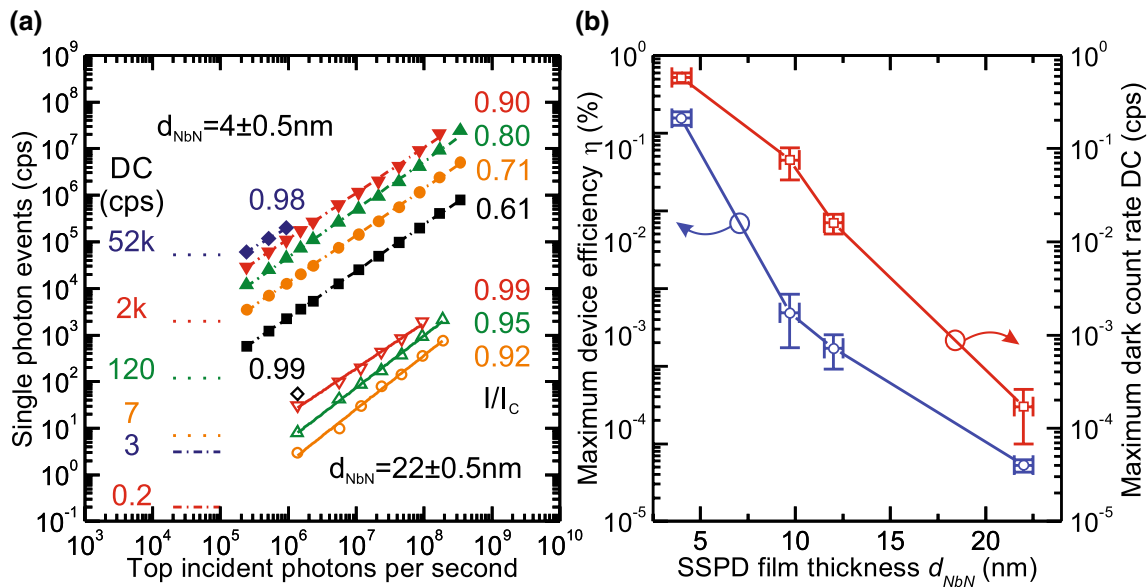 (a)
Single photon events (cps)
10^9
10^8
10^7
10^6
10^5
10^4
10^3
10^2
10^1
10^0
10^-1
d_NbN=4±0.5nm
0.90
0.80
0.71
0.61
DC
(cps)
0.98
52k
2k
120
7
3
0.2
0.99
0.99
0.95
0.92
I/I_C
d_NbN=22±0.5nm
10^3 10^4 10^5 10^6 10^7 10^8 10^9 10^10
Top incident photons per second
(b)
Maximum device efficiency η (%)
10^0
10^-1
10^-2
10^-3
10^-4
10^-5
10^0
10^-1
10^-2
10^-3
10^-4
10^-5
Maximum dark count rate DC (cps)
5 10 15 20 25
SSPD film thickness d_NbN (nm)